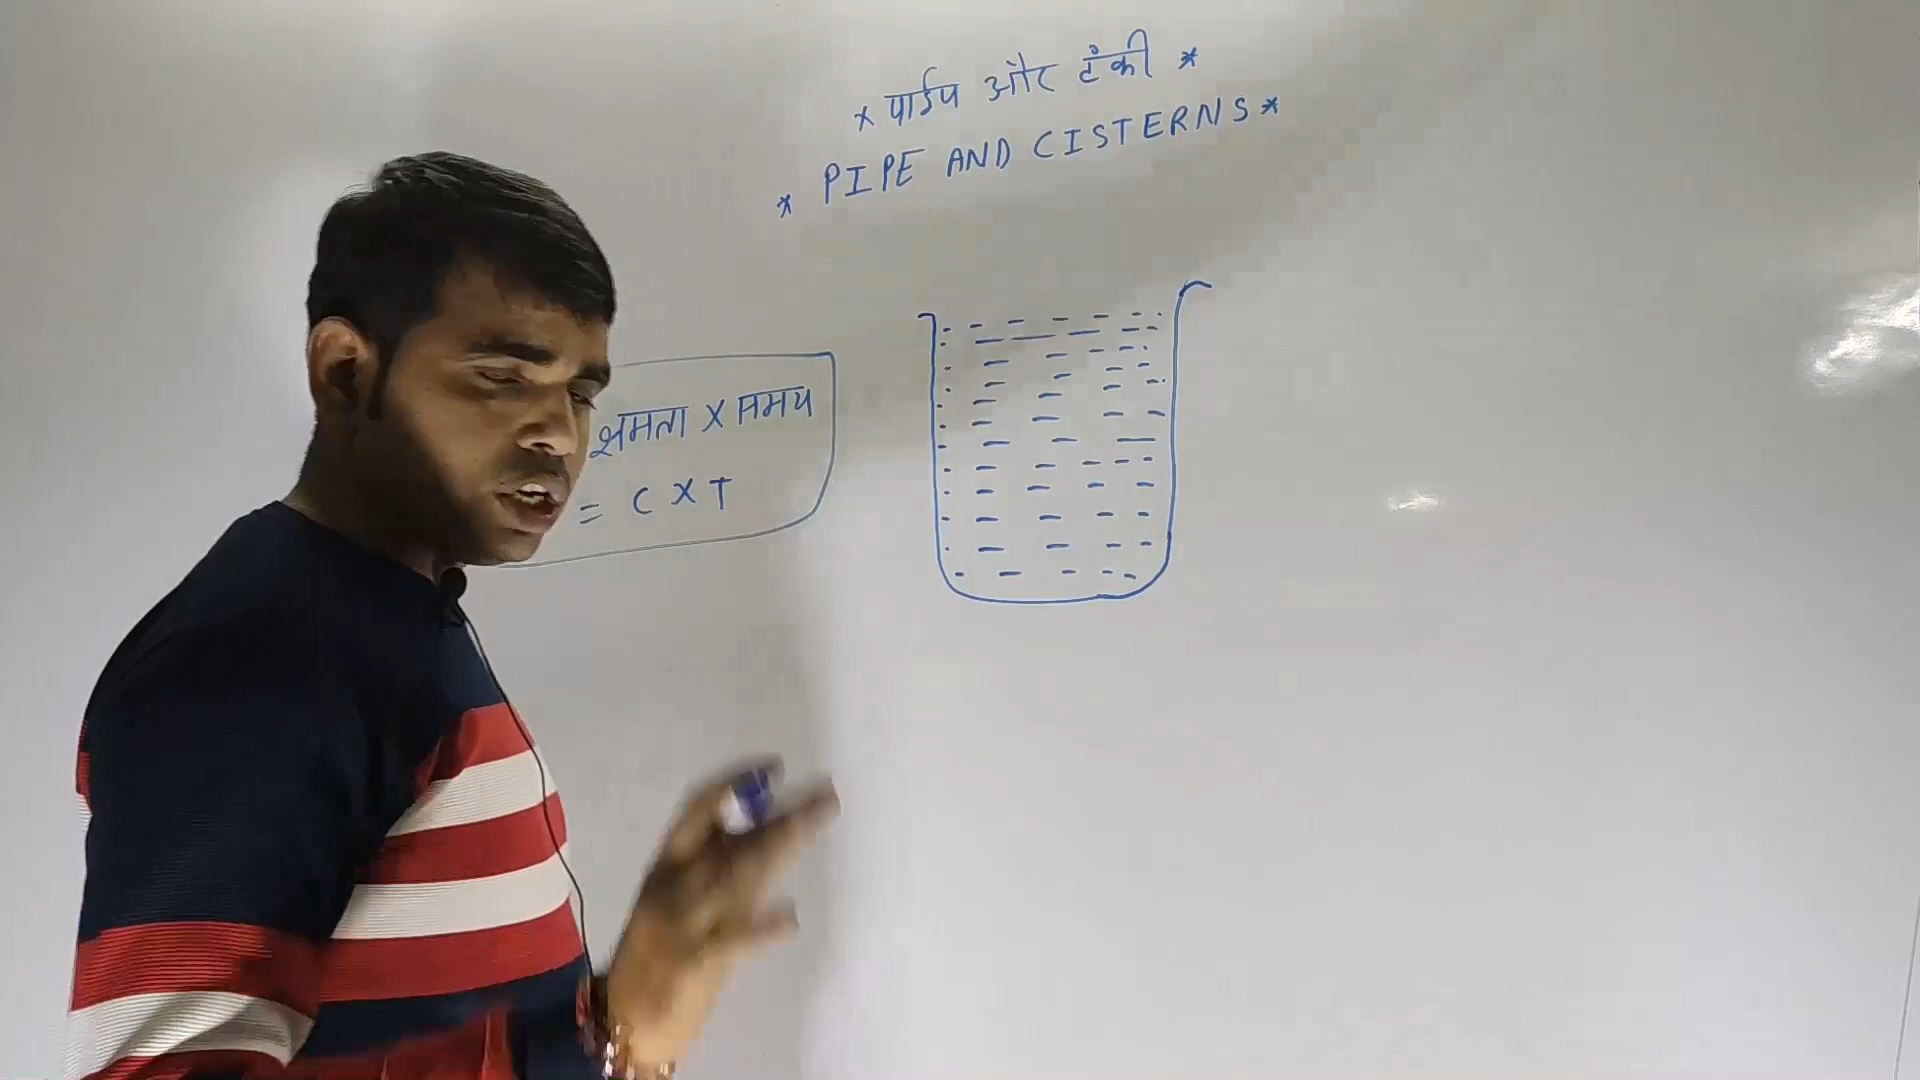 * पाईप और टंकी *
* PIPE AND CISTERNS *
क्षमता X समय
= C X T